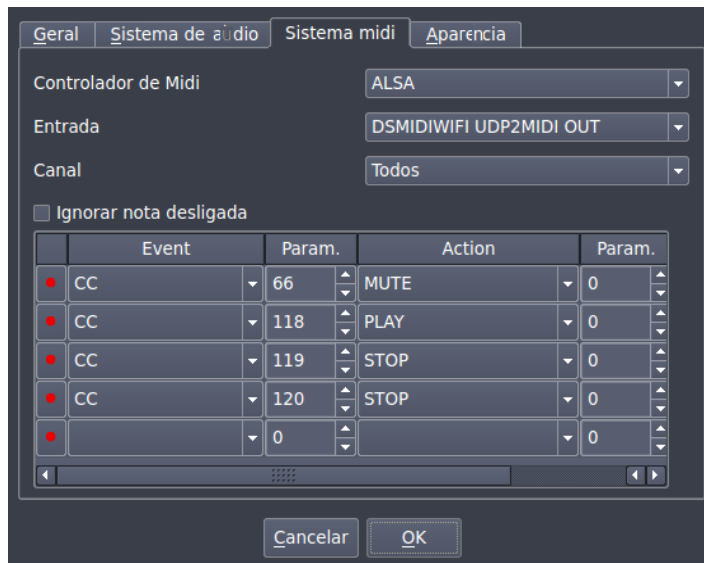 Geral Sistema de aùdio Sistema midi Aparencia
Controlador de Midi ALSA
Entrada DSMIDIWIFI UDP2MIDI OUT
Canal Todos
Ignorar nota desligada
Event Param. Action Param.
CC 66 MUTE 0
CC 118 PLAY 0
CC 119 STOP 0
CC 120 STOP 0
0 0
Cancelar OK